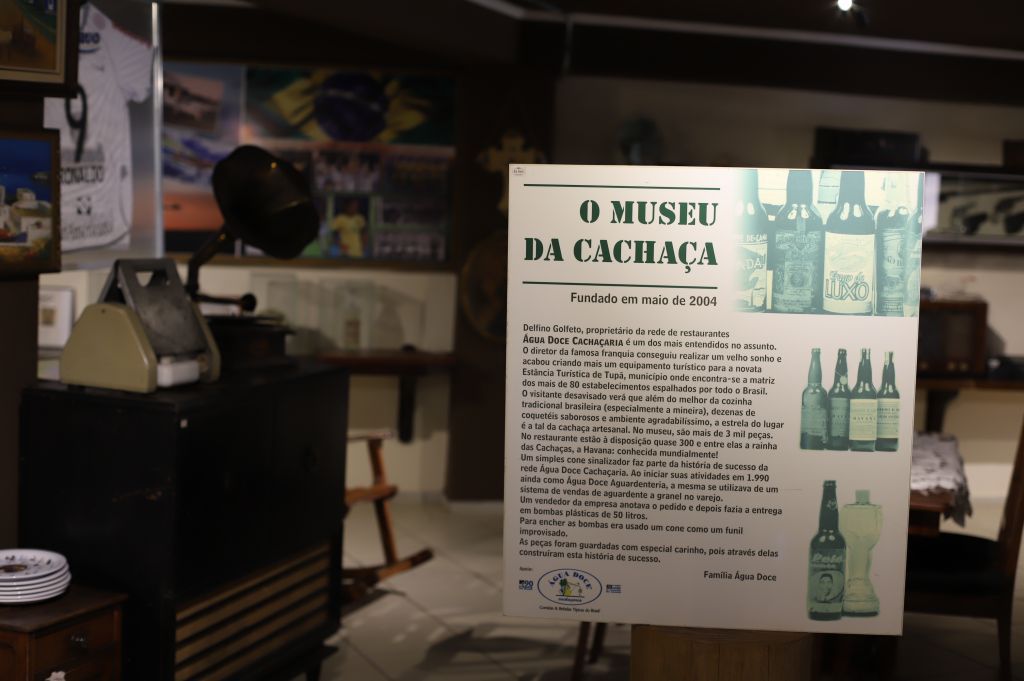 9
O MUSEU
DA CACHAÇA
Fundado em maio de 2004
LUXO
Delfino Golfeto, proprietário da rede de restaurantes
ÁGUA DOCE CACHAÇARIA é um dos mais entendidos no assunto.
O diretor da famosa franquia conseguiu realizar um velho sonho e
acabou criando mais um equipamento turístico para a novata
Estância Turística de Tupã, município onde encontra-se a matriz
dos mais de 80 estabelecimentos espalhados por todo o Brasil.
O visitante desavisado verá que além do melhor da cozinha
tradicional brasileira (especialmente a mineira), dezenas de
coquetéis saborosos e ambiente agradabilíssimo, a estrela do lugar
é a tal da cachaça artesanal. No museu, são mais de 3 mil peças.
No restaurante estão à disposição quase 300 e entre elas a rainha
das Cachaças, a Havana: conhecida mundialmente!
Um simples cone sinalizador faz parte da história de sucesso da
rede Água Doce Cachaçaria. Ao iniciar suas atividades em 1.990
ainda como Água Doce Aguardenteria, a mesma se utilizava de um
sistema de vendas de aguardente a granel no varejo.
Um vendedor da empresa anotava o pedido e depois fazia a entrega
em bombas plásticas de 50 litros.
Para encher as bombas era usado um cone como um funil
improvisado.
As peças foram guardadas com especial carinho, pois através delas
construíram esta história de sucesso.
Família Água Doce
HAVANA
Pelé
Apoio:
ÁGUA DOCE
Comidas & Bebidas Típicas do Brasil